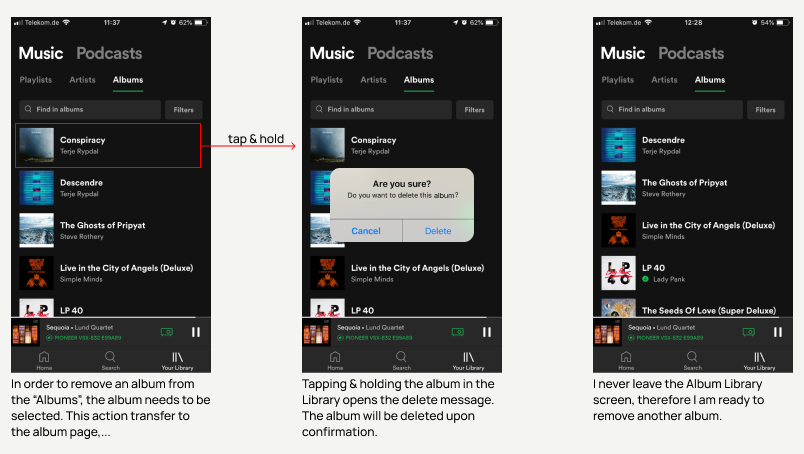 Telekom.de 11:37 62%
Music Podcasts
Playlists Artists Albums
Find in albums Filters
Conspiracy
Terje Rypdal
Descendre
Terje Rypdal
The Ghosts of Pripyat
Steve Rothery
Live in the City of Angels (Deluxe)
Simple Minds
LP 40
Sequoia • Lund Quartet
PIONEER VSX-832 E59AE9
Home Search Your Library
In order to remove an album from
the “Albums”, the album needs to be
selected. This action transfer to
the album page,...
tap & hold
Telekom.de 11:37 62%
Music Podcasts
Playlists Artists Albums
Find in albums Filters
Conspiracy
Terje Rypdal
Are you sure?
Do you want to delete this album?
Cancel Delete
Live in the City of Angels (Deluxe)
Simple Minds
LP 40
Sequoia • Lund Quartet
PIONEER VSX-832 E59AE9
Home Search Your Library
Tapping & holding the album in the
Library opens the delete message.
The album will be deleted upon
confirmation.
Telekom.de 12:28 54%
Music Podcasts
Playlists Artists Albums
Find in albums Filters
Descendre
Terje Rypdal
The Ghosts of Pripyat
Steve Rothery
Live in the City of Angels (Deluxe)
Simple Minds
LP 40
Lady Pank
The Seeds Of Love (Super Deluxe)
Sequoia • Lund Quartet
PIONEER VSX-832 E59AE9
Home Search Your Library
I never leave the Album Library
screen, therefore I am ready to
remove another album.